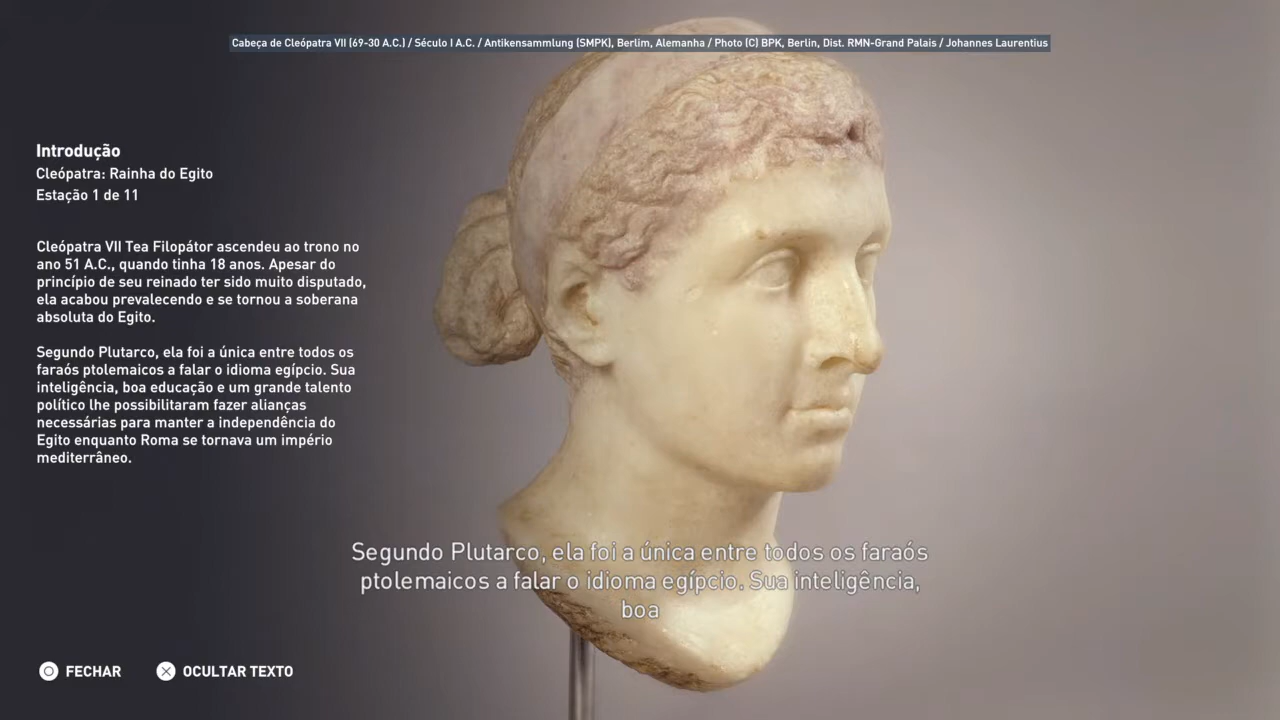 Cabeça de Cleópatra VII (69-30 A.C.) / Século I A.C. / Antikensammlung (SMPK), Berlim, Alemanha / Photo (C) BPK, Berlin, Dist. RMN-Grand Palais / Johannes Laurentius
Introdução
Cleópatra: Rainha do Egito
Estação 1 de 11
Cleópatra VII Tea Filopátor ascendeu ao trono no
ano 51 A.C., quando tinha 18 anos. Apesar do
princípio de seu reinado ter sido muito disputado,
ela acabou prevalecendo e se tornou a soberana
absoluta do Egito.
Segundo Plutarco, ela foi a única entre todos os
faraós ptolemaicos a falar o idioma egípcio. Sua
inteligência, boa educação e um grande talento
político lhe possibilitaram fazer alianças
necessárias para manter a independência do
Egito enquanto Roma se tornava um império
mediterrâneo.
Segundo Plutarco, ela foi a única entre todos os faraós
ptolemaicos a falar o idioma egípcio. Sua inteligência,
boa
FECHAR OCULTAR TEXTO